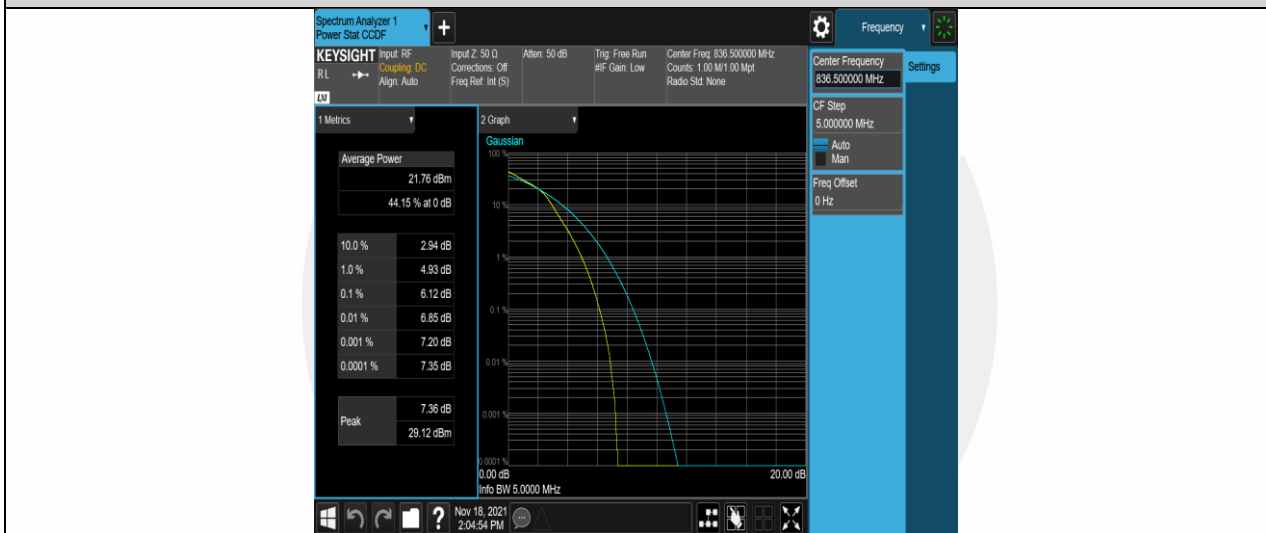 Spectrum Analyzer 1
Power Stat CCDF
Frequency
KEYSIGHT
RL
LXI
Input: RF
Coupling: DC
Align: Auto
Input Z: 50 Ω
Corrections: Off
Freq Ref: Int (S)
Atten: 50 dB
Trig: Free Run
#IF Gain: Low
Center Freq: 836.500000 MHz
Counts: 1.00 M/1.00 Mpt
Radio Std: None
Center Frequency
836.500000 MHz
Settings
CF Step
5.000000 MHz
Auto
Man
Freq Offset
0 Hz
1 Metrics
Average Power
21.76 dBm
44.15 % at 0 dB
10.0 % 2.94 dB
1.0 % 4.93 dB
0.1 % 6.12 dB
0.01 % 6.85 dB
0.001 % 7.20 dB
0.0001 % 7.35 dB
Peak
7.36 dB
29.12 dBm
2 Graph
Gaussian
100 %
10 %
1 %
0.1 %
0.01 %
0.001 %
0.0001 %
0.00 dB 20.00 dB
Info BW 5.0000 MHz
?
Nov 18, 2021
2:04:54 PM